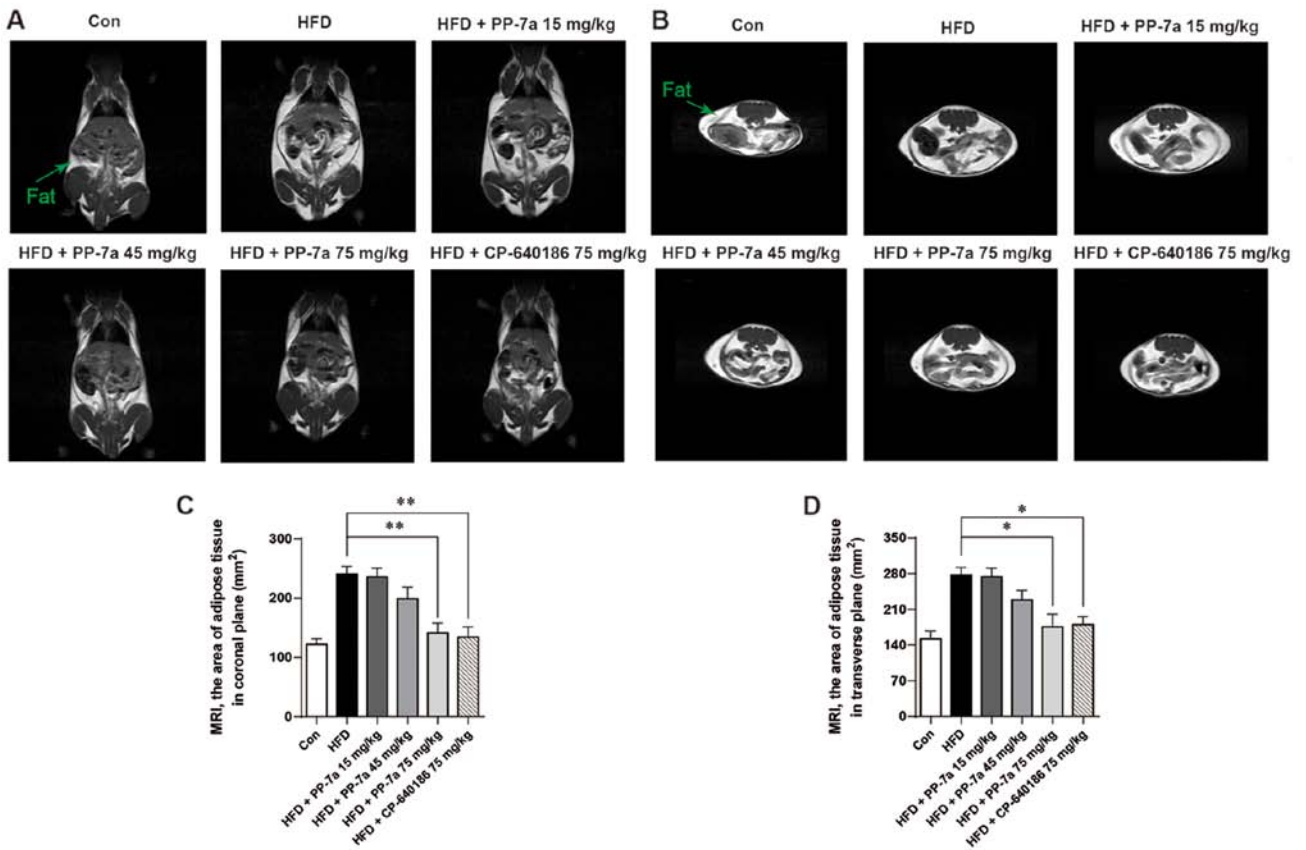 A
Con
HFD
HFD + PP-7a 15 mg/kg
Fat
HFD + PP-7a 45 mg/kg
HFD + PP-7a 75 mg/kg
HFD + CP-640186 75 mg/kg
B
Con
HFD
HFD + PP-7a 15 mg/kg
Fat
HFD + PP-7a 45 mg/kg
HFD + PP-7a 75 mg/kg
HFD + CP-640186 75 mg/kg
C
MRI, the area of adipose tissue
in coronal plane (mm²)
300
200
100
0
**
**
Con
HFD
HFD + PP-7a 15 mg/kg
HFD + PP-7a 45 mg/kg
HFD + PP-7a 75 mg/kg
HFD + CP-640186 75 mg/kg
D
MRI, the area of adipose tissue
in transverse plane (mm²)
350
280
210
140
70
0
*
*
Con
HFD
HFD + PP-7a 15 mg/kg
HFD + PP-7a 45 mg/kg
HFD + PP-7a 75 mg/kg
HFD + CP-640186 75 mg/kg